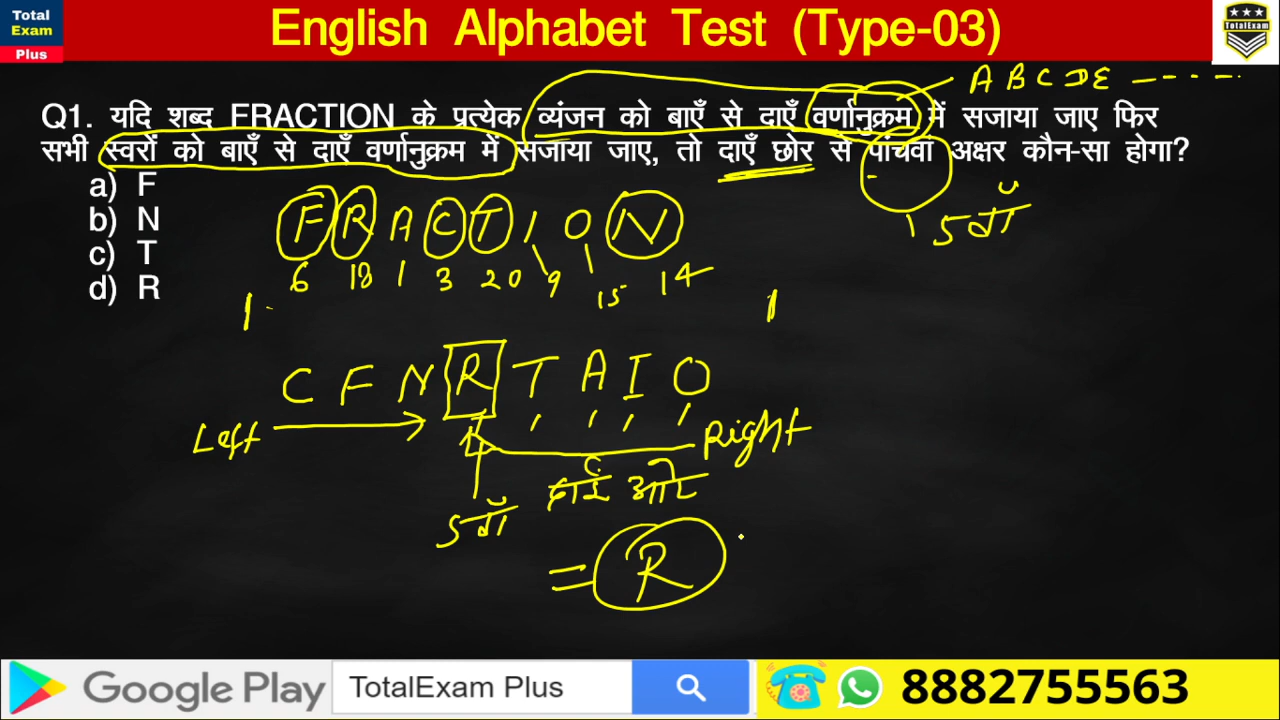 Total
Exam
Plus
English Alphabet Test (Type-03)
TotalExam
A B C D E -----
Q1. यदि शब्द FRACTION के प्रत्येक व्यंजन को बाएँ से दाएँ वर्णानुक्रम में सजाया जाए फिर
सभी स्वरों को बाएँ से दाएँ वर्णानुक्रम में सजाया जाए, तो दाएँ छोर से पांचवा अक्षर कौन-सा होगा?
a) F
b) N
c) T
d) R
F R A C T I O N
5वाँ
6 18 1 3 20 9 15 14
C F N R T A I O
Left
Right
5वाँ
दाईं ओर
= R
Google Play
TotalExam Plus
8882755563